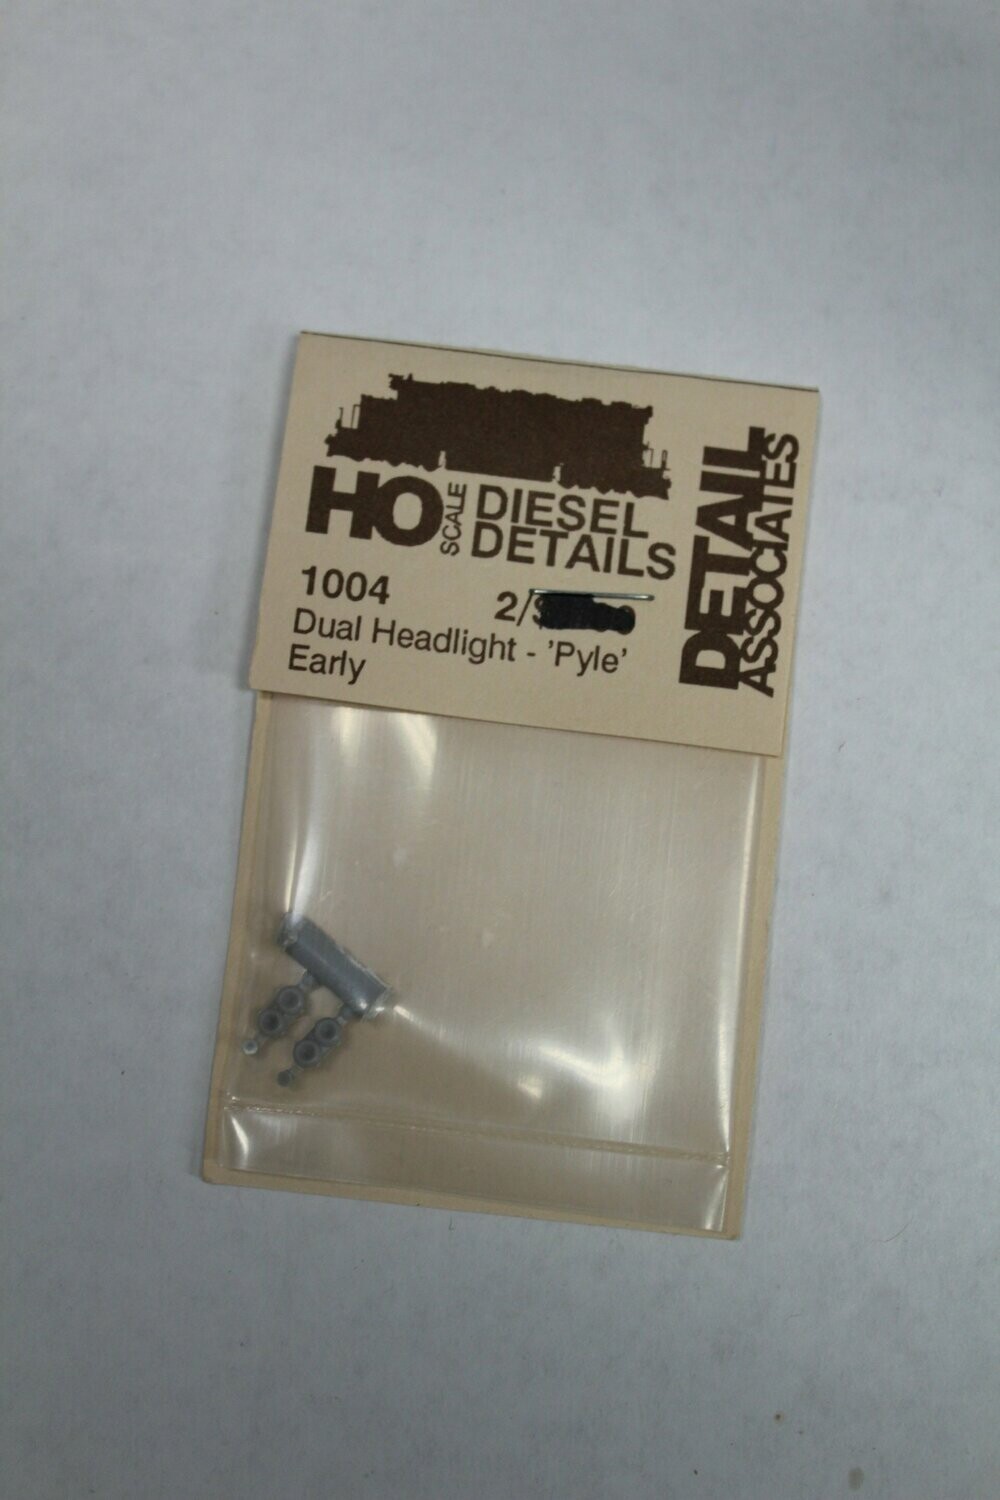 HO SCALE DIESEL
DETAILS
1004 2/
Dual Headlight - 'Pyle'
Early
DETAIL
ASSOCIATES